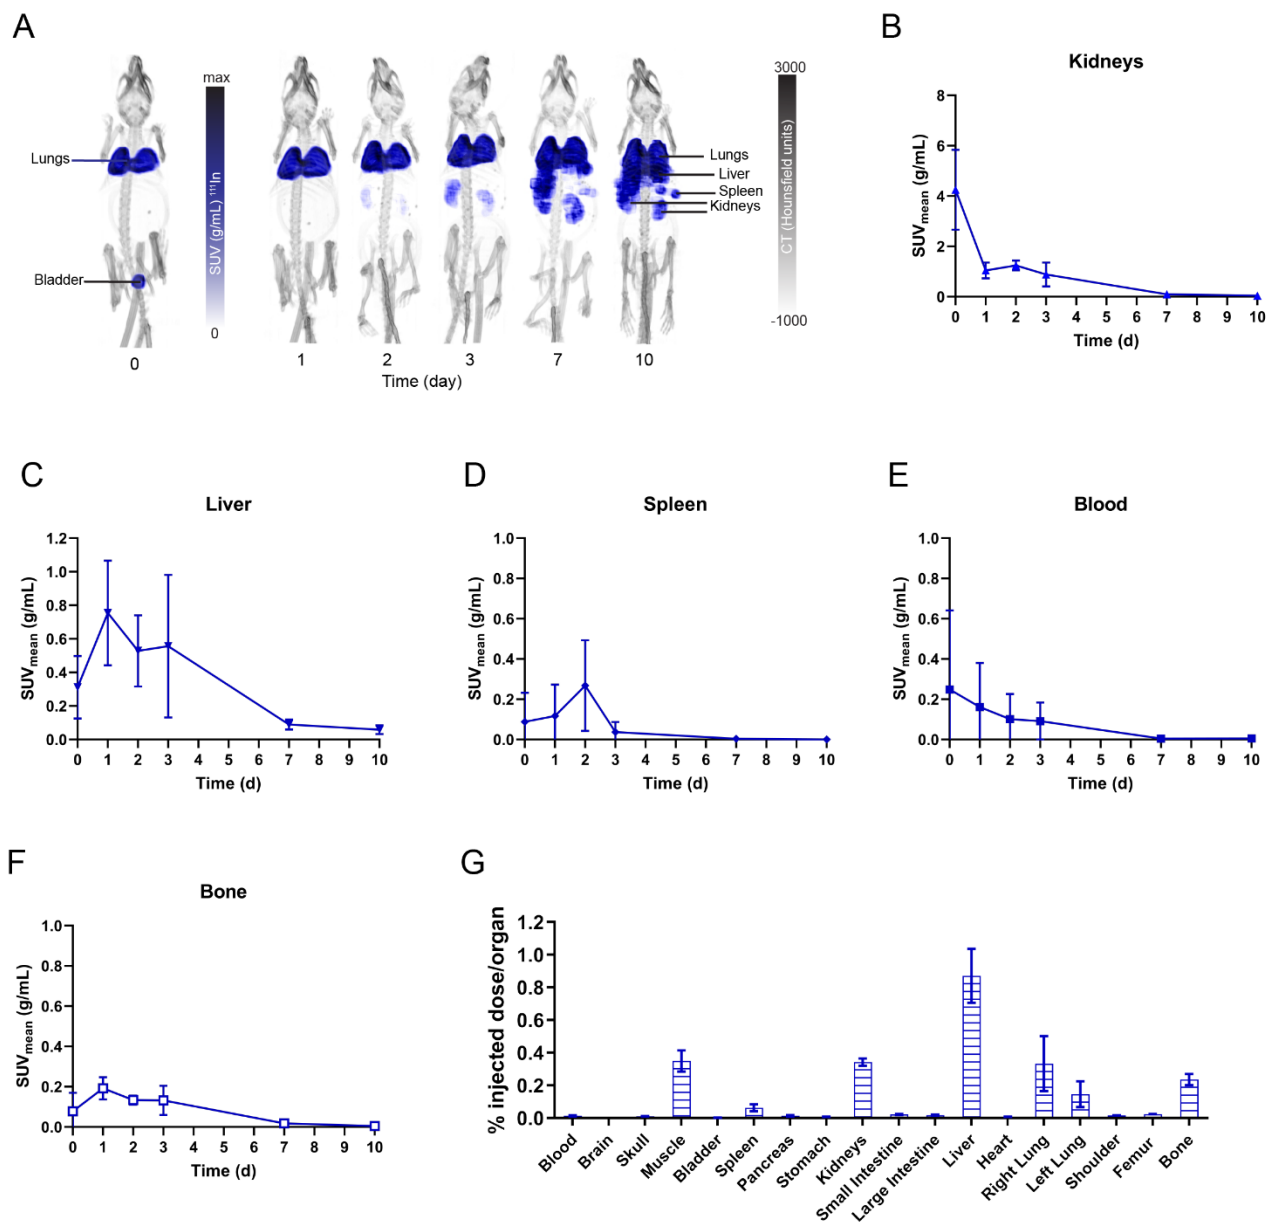 A
max
SUV (g/mL) ¹¹¹In
0
Lungs
Bladder
0
1
2
3
7
10
Time (day)
Lungs
Liver
Spleen
Kidneys
3000
CT (Hounsfield units)
-1000
B
Kidneys
SUVmean (g/mL)
8
6
4
2
0
0 1 2 3 4 5 6 7 8 9 10
Time (d)
C
Liver
SUVmean (g/mL)
1.2
1.0
0.8
0.6
0.4
0.2
0.0
0 1 2 3 4 5 6 7 8 9 10
Time (d)
D
Spleen
SUVmean (g/mL)
1.0
0.8
0.6
0.4
0.2
0.0
0 1 2 3 4 5 6 7 8 9 10
Time (d)
E
Blood
SUVmean (g/mL)
1.0
0.8
0.6
0.4
0.2
0.0
0 1 2 3 4 5 6 7 8 9 10
Time (d)
F
Bone
SUVmean (g/mL)
1.0
0.8
0.6
0.4
0.2
0.0
0 1 2 3 4 5 6 7 8 9 10
Time (d)
G
% injected dose/organ
1.2
1.0
0.8
0.6
0.4
0.2
0.0
Blood
Brain
Skull
Muscle
Bladder
Spleen
Pancreas
Stomach
Kidneys
Small Intestine
Large Intestine
Liver
Heart
Right Lung
Left Lung
Shoulder
Femur
Bone